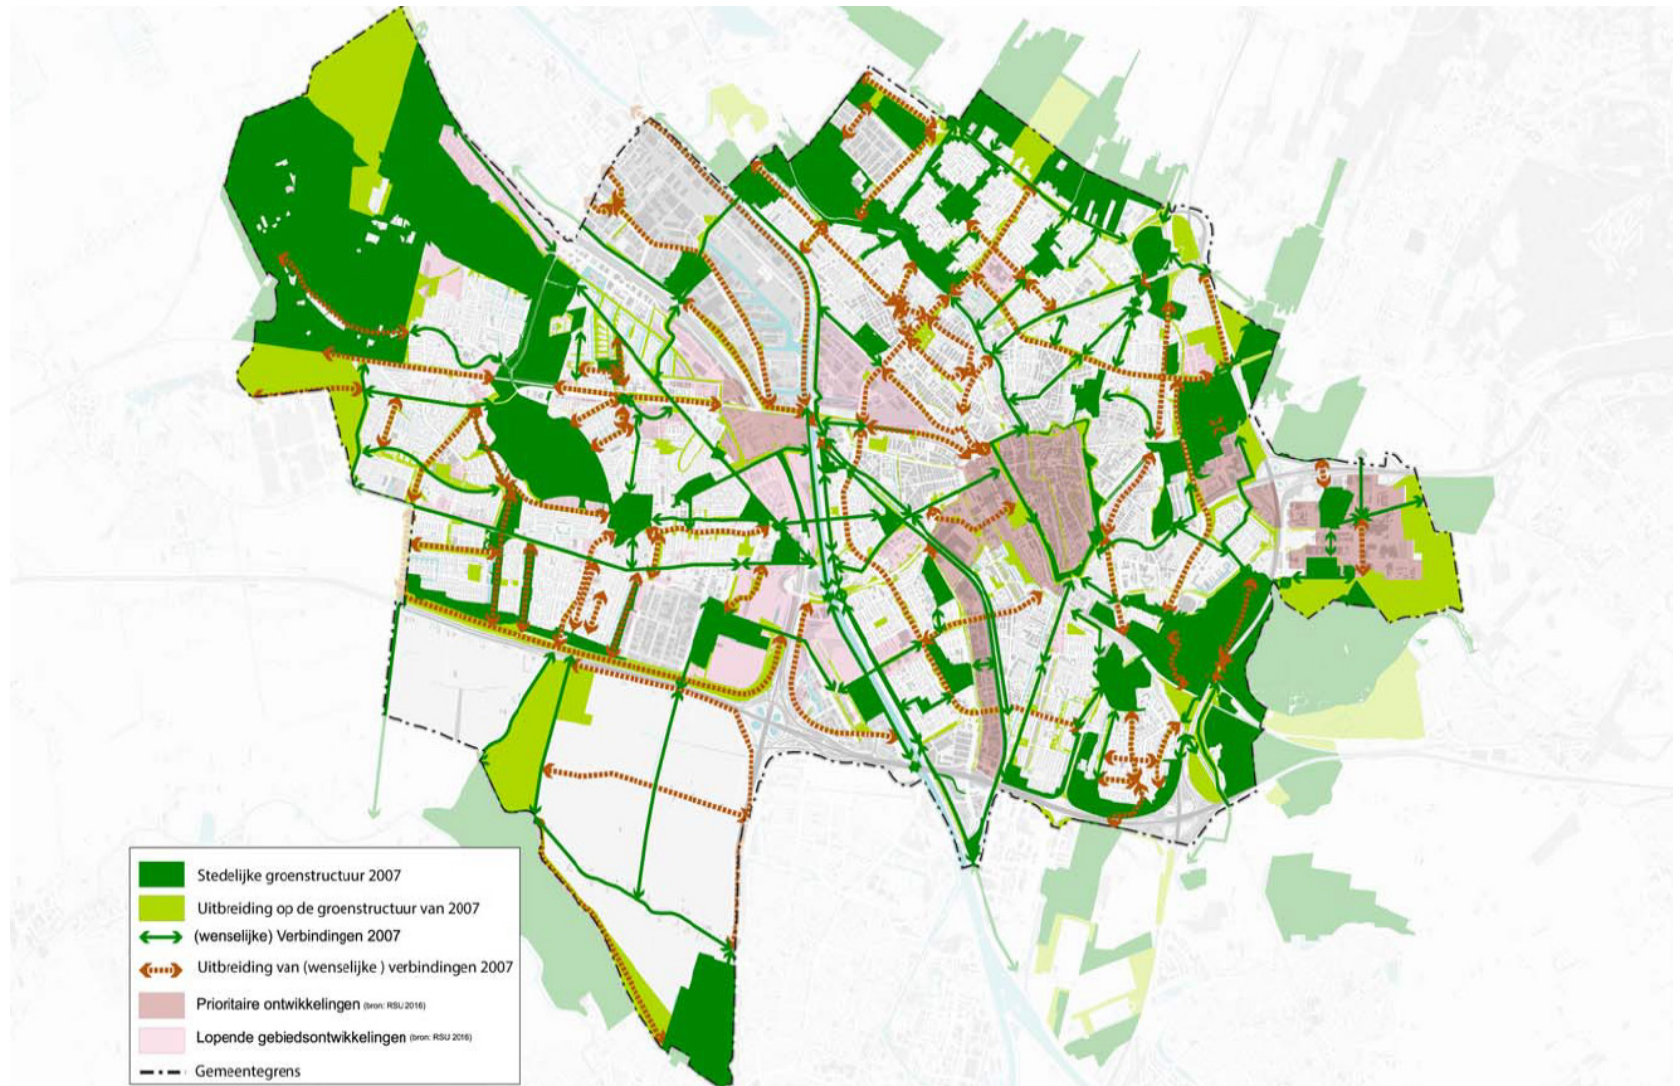 Stedelijke groenstructuur 2007
Uitbreiding op de groenstructuur van 2007
(wenselijke) Verbindingen 2007
Uitbreiding van (wenselijke ) verbindingen 2007
Prioritaire ontwikkelingen (bron: RSU 2016)
Lopende gebiedsontwikkelingen (bron: RSU 2016)
Gemeentegrens